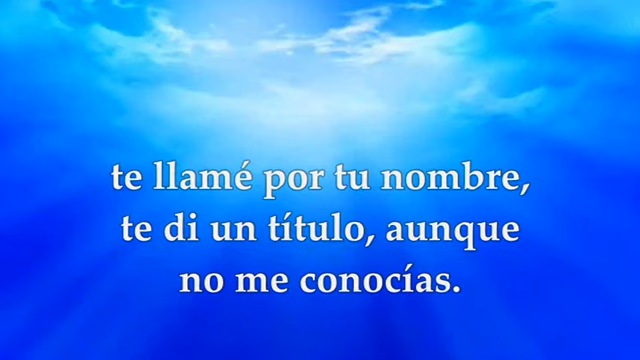 te llamé por tu nombre,
te di un título, aunque
no me conocías.